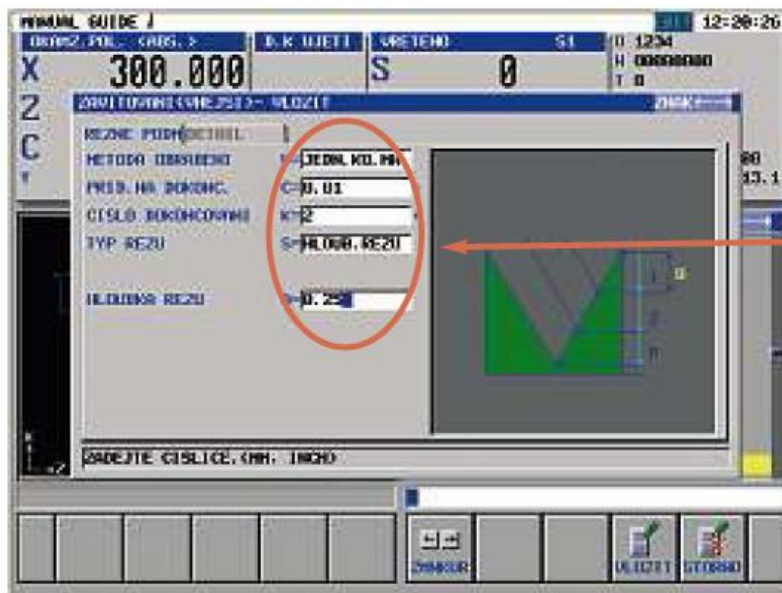 MANUAL GUIDE i 12:20:26
OKAMZ.POL. <ABS.> D.K UJETI VRETENO S1
X 300.000 S 0
O 1234
N 00000000
T 0
Z
C
ZAVITOVANI(VNEJSI)- VLOZIT
REZNE PODM DETAIL
METODA OBRABENI JEDN.KO.MN
PRID.NA DOKONC. C=0.01
CISLO DOKONCOVANI K=2
TYP REZU S=HLOUB.REZU
HLOUBKA REZU 0.25
ZADEJTE CISLICE.(MM, INCH)
VLOZIT STORNO